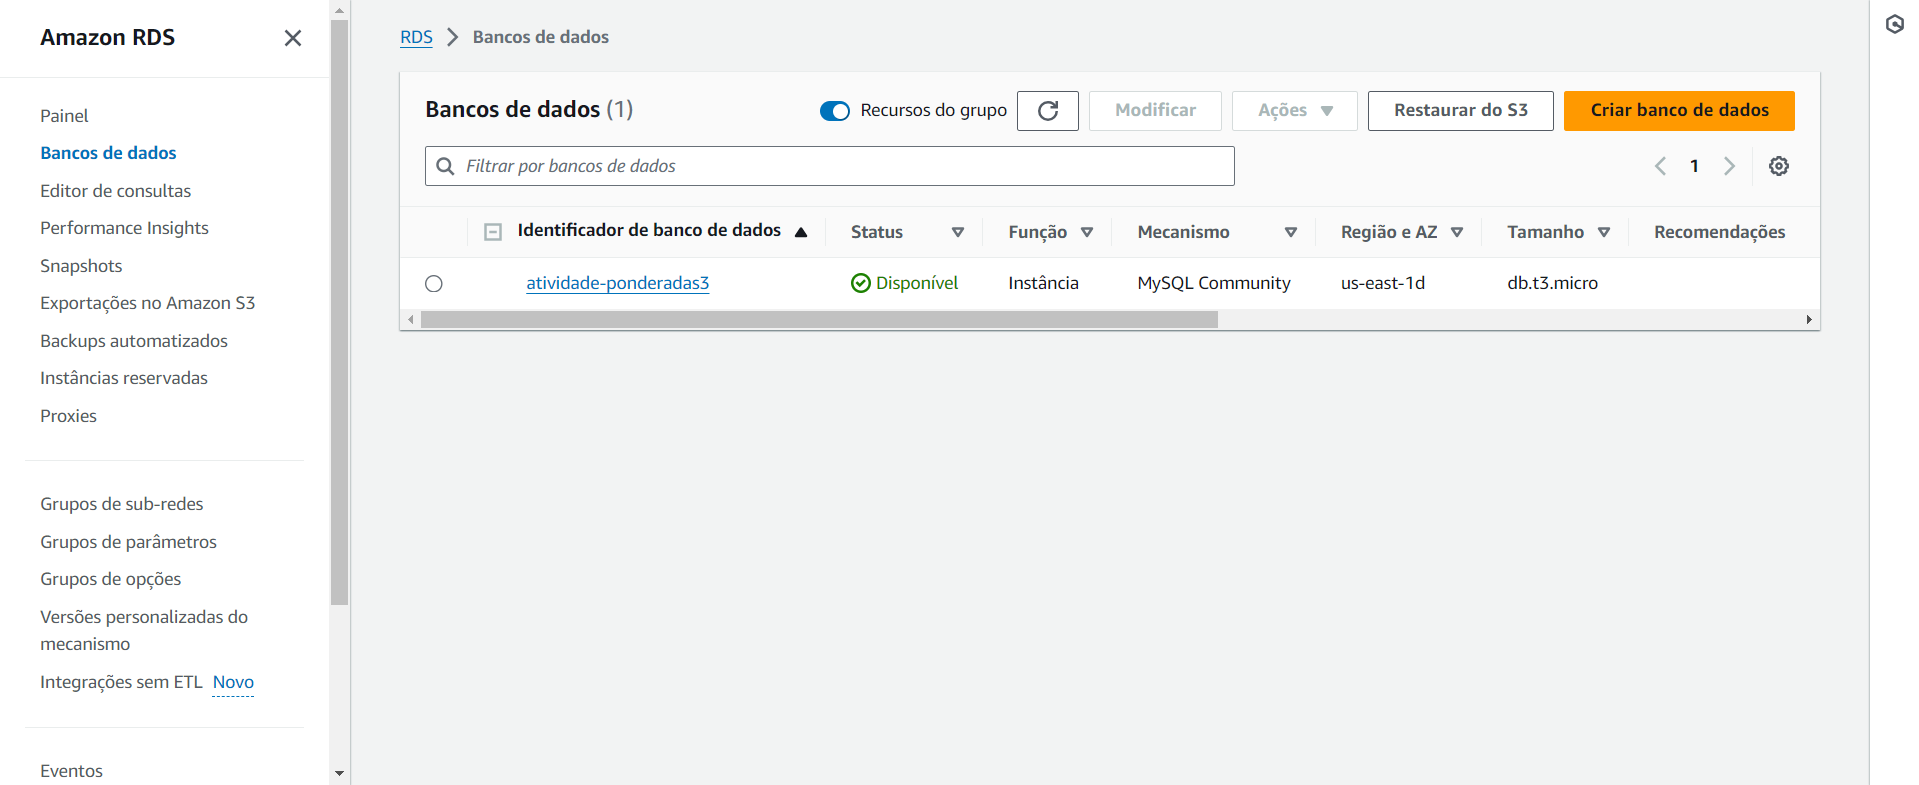 Amazon RDS
Painel
Bancos de dados
Editor de consultas
Performance Insights
Snapshots
Exportações no Amazon S3
Backups automatizados
Instâncias reservadas
Proxies
Grupos de sub-redes
Grupos de parâmetros
Grupos de opções
Versões personalizadas do
mecanismo
Integrações sem ETL Novo
Eventos
RDS Bancos de dados
Bancos de dados (1) Recursos do grupo Modificar Ações Restaurar do S3 Criar banco de dados
Filtrar por bancos de dados 1
Identificador de banco de dados Status Função Mecanismo Região e AZ Tamanho Recomendações
atividade-ponderadas3 Disponível Instância MySQL Community us-east-1d db.t3.micro